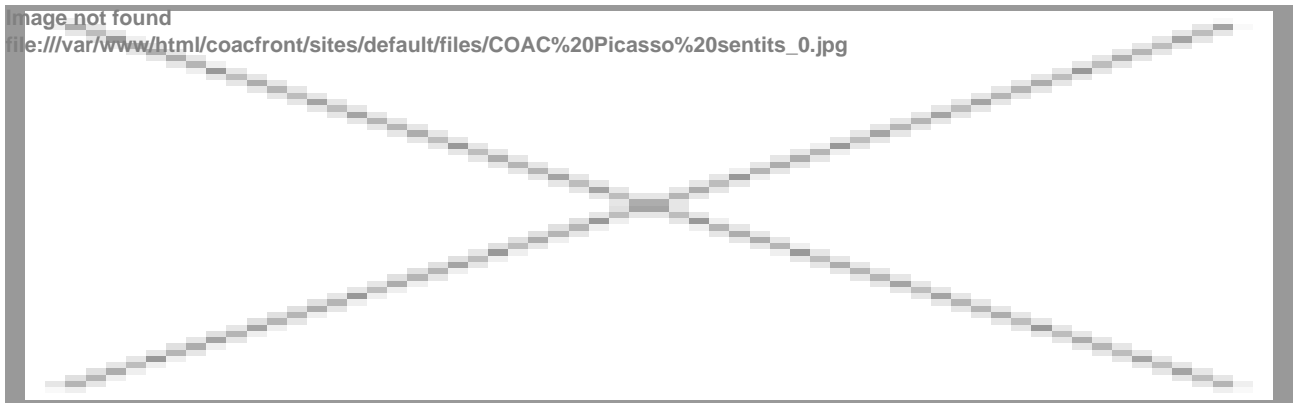 Image not found
file:///var/www/html/coacfront/sites/default/files/COAC%20Picasso%20sentits_0.jpg